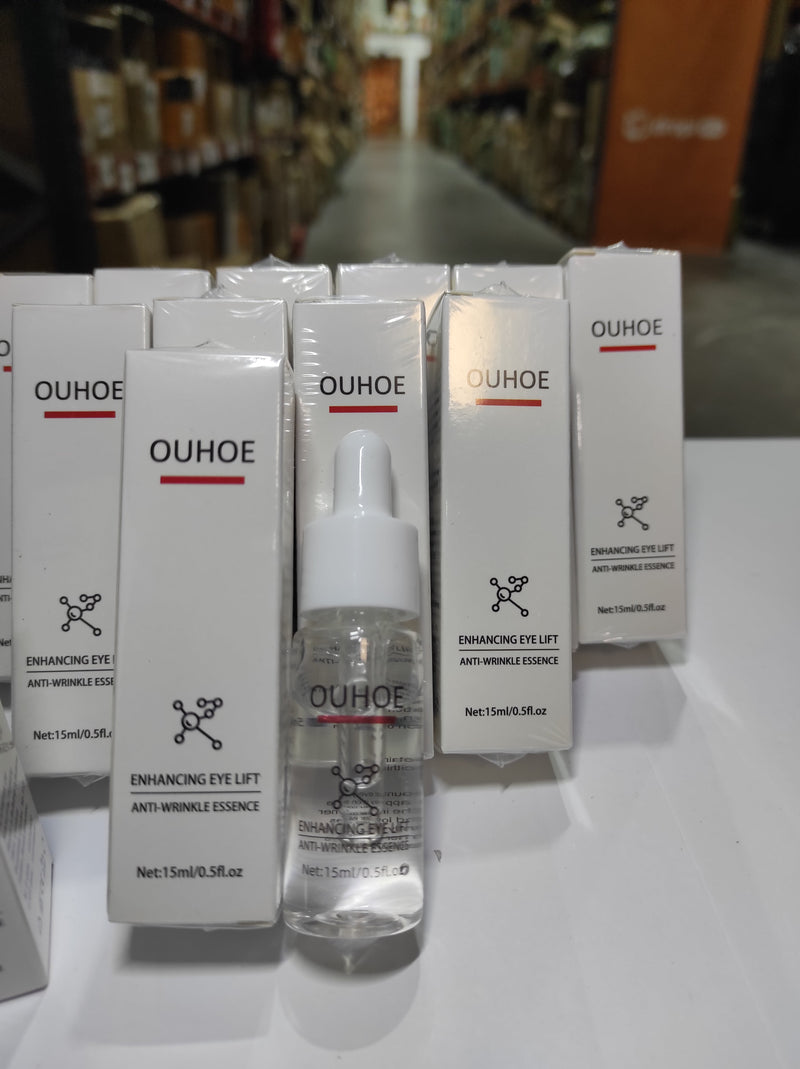 OUHOE
OUHOE
ENHANCING EYE
ANTI-WRINKLE ESSE
Net:15ml/0.5fl.o
OUHOE
ENHANCING EYE LIFT
ANTI-WRINKLE ESSENCE
Net:15ml/0.5fl.oz
OUHOE
OUHOE
ENHANCING EYE LIFT
ANTI-WRINKLE ESSENCE
Net:15ml/0.5fl.oz
OUHOE
ENHANCING EYE LIFT
ANTI-WRINKLE ESSENCE
Net:15ml/0.5fl.oz
OUHOE
ENHANCING EYE LIFT
ANTI-WRINKLE ESSENCE
Net:15ml/0.5fl.oz